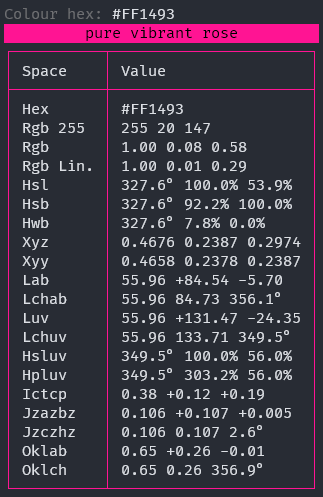 Colour hex: #FF1493
pure vibrant rose
Space Value
Hex #FF1493
Rgb 255 255 20 147
Rgb 1.00 0.08 0.58
Rgb Lin. 1.00 0.01 0.29
Hsl 327.6° 100.0% 53.9%
Hsb 327.6° 92.2% 100.0%
Hwb 327.6° 7.8% 0.0%
Xyz 0.4676 0.2387 0.2974
Xyy 0.4658 0.2378 0.2387
Lab 55.96 +84.54 -5.70
Lchab 55.96 84.73 356.1°
Luv 55.96 +131.47 -24.35
Lchuv 55.96 133.71 349.5°
Hsluv 349.5° 100.0% 56.0%
Hpluv 349.5° 303.2% 56.0%
Ictcp 0.38 +0.12 +0.19
Jzazbz 0.106 +0.107 +0.005
Jzczhz 0.106 0.107 2.6°
Oklab 0.65 +0.26 -0.01
Oklch 0.65 0.26 356.9°